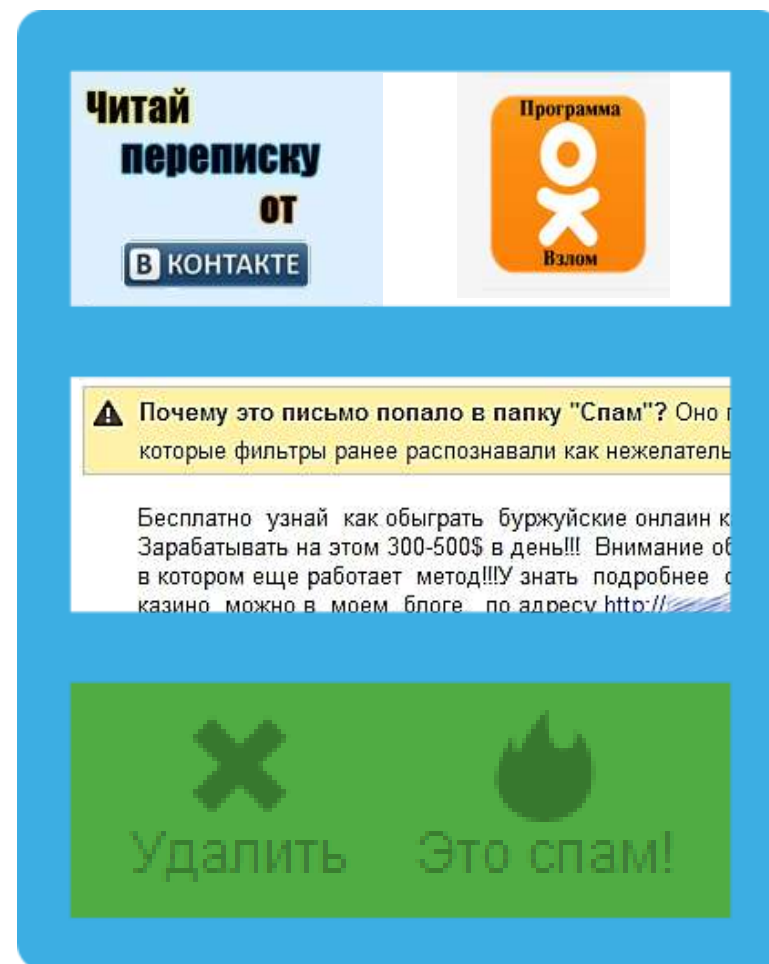 Читай
переписку
от
В КОНТАКТЕ
Программа
Взлом
Почему это письмо попало в папку "Спам"? Оно
которые фильтры ранее распознавали как нежелатель
Бесплатно узнай как обыграть буржуйские онлаин к
Зарабатывать на этом 300-500$ в день!!! Внимание об
в котором еще работает метод!!!У знать подробнее о
казино можно в моем блоге по адресу http://
Удалить Это спам!